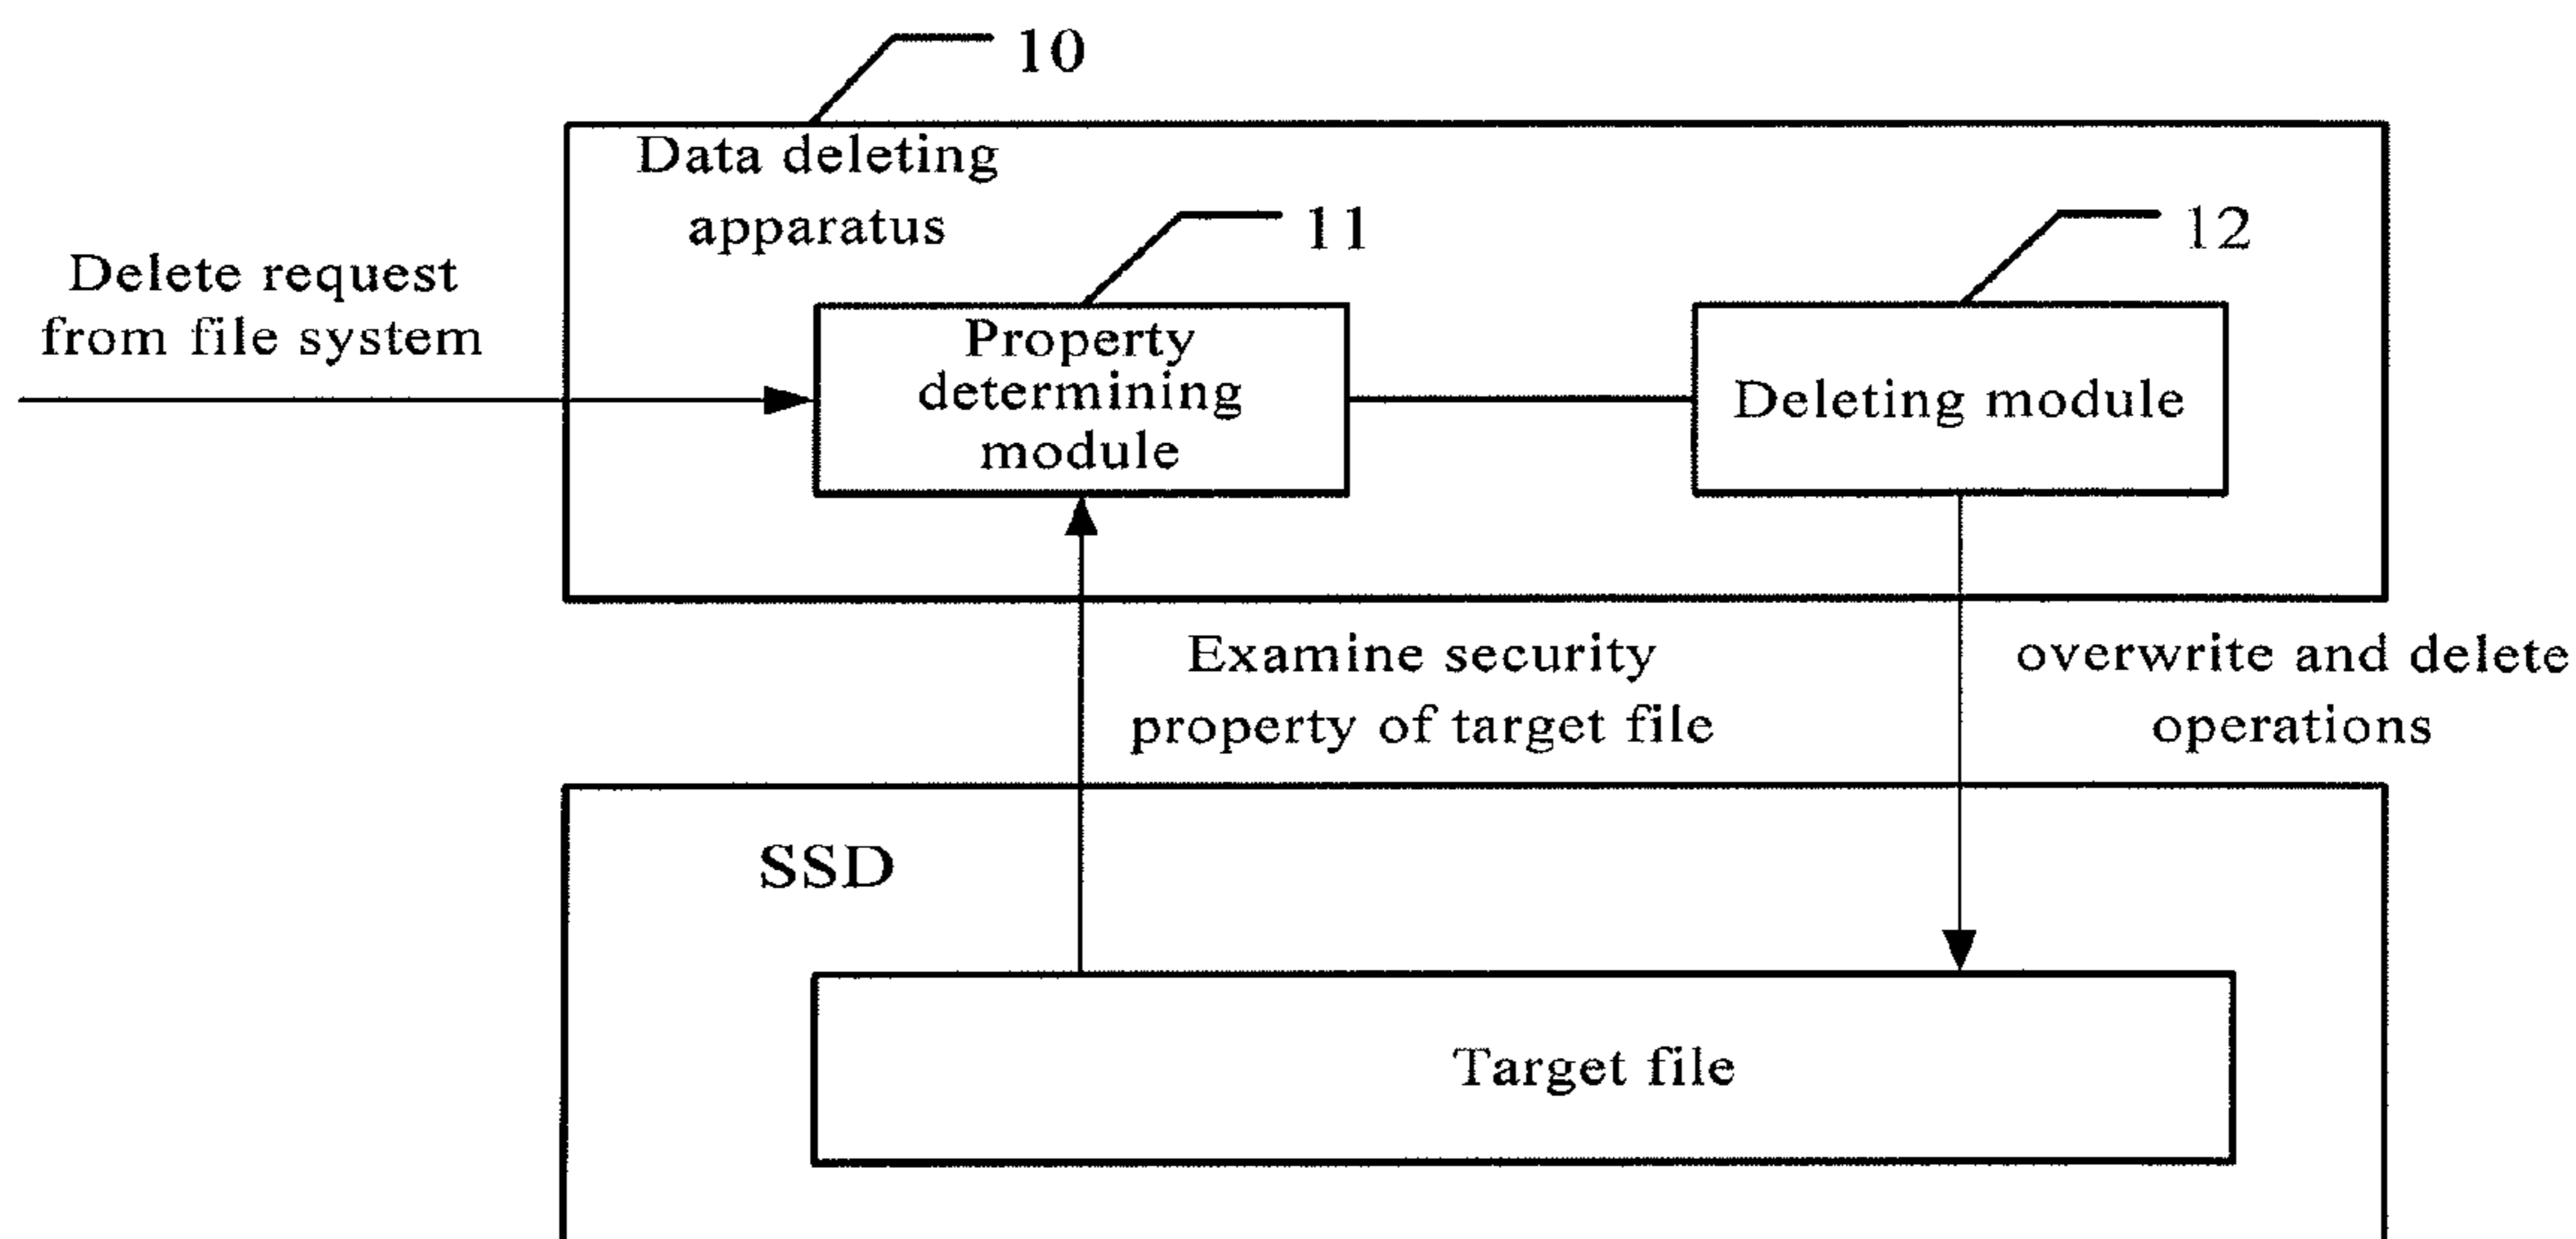 10
Data deleting
apparatus
11
12
Delete request
from file system
Property
determining
module
Deleting module
Examine security
property of target file
overwrite and delete
operations
SSD
Target file